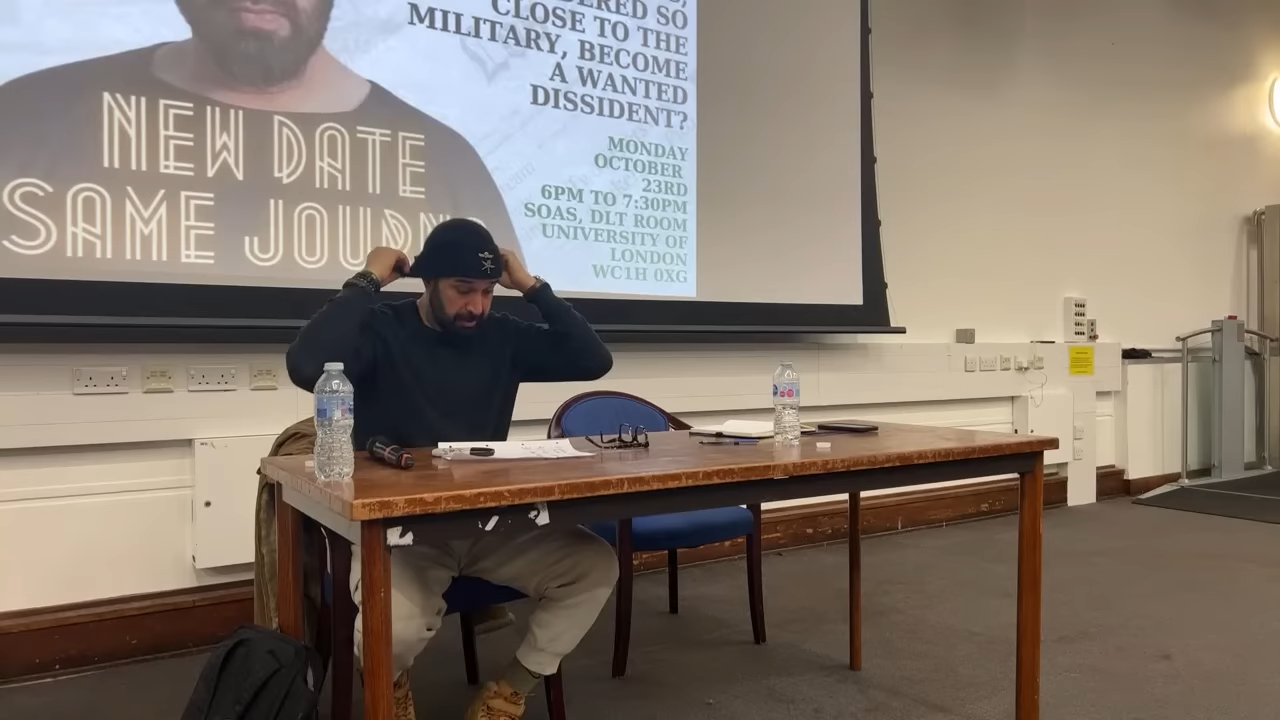 SO
CLOSE TO THE
MILITARY, BECOME
A WANTED
DISSIDENT?
NEW DATE
SAME
MONDAY
OCTOBER
23RD
6PM TO 7:30PM
SOAS, DLT ROOM
UNIVERSITY OF
LONDON
WC1H 0XG